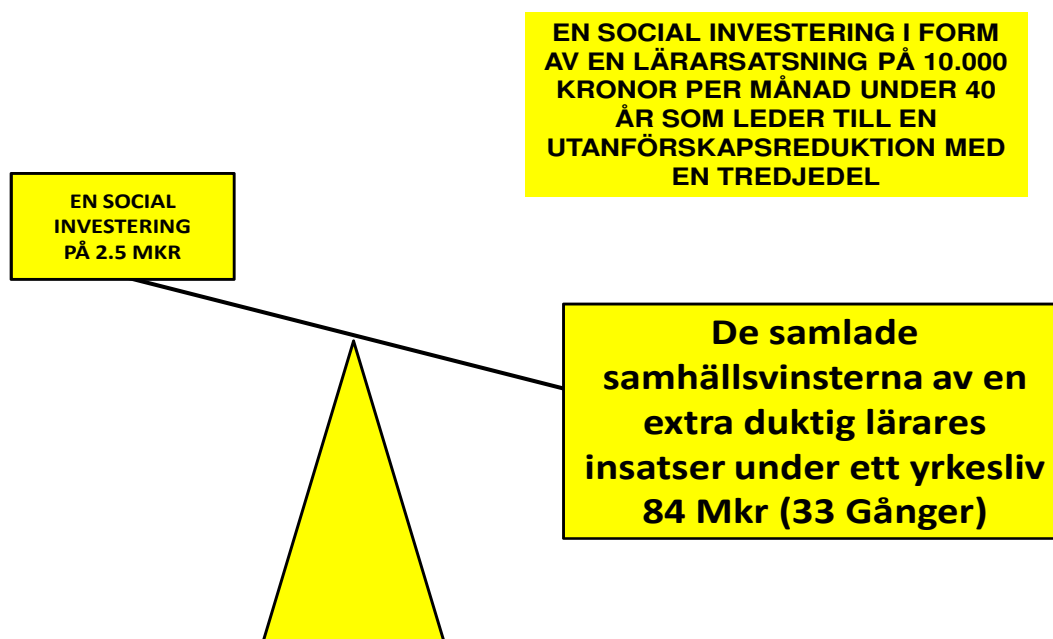 EN SOCIAL INVESTERING I FORM
AV EN LÄRARSATSNING PÅ 10.000
KRONOR PER MÅNAD UNDER 40
ÅR SOM LEDER TILL EN
UTANFÖRSKAPSREDUKTION MED
EN TREDJEDEL
EN SOCIAL
INVESTERING
PÅ 2.5 MKR
De samlade
samhällsvinsterna av en
extra duktig lärares
insatser under ett yrkesliv
84 Mkr (33 Gånger)